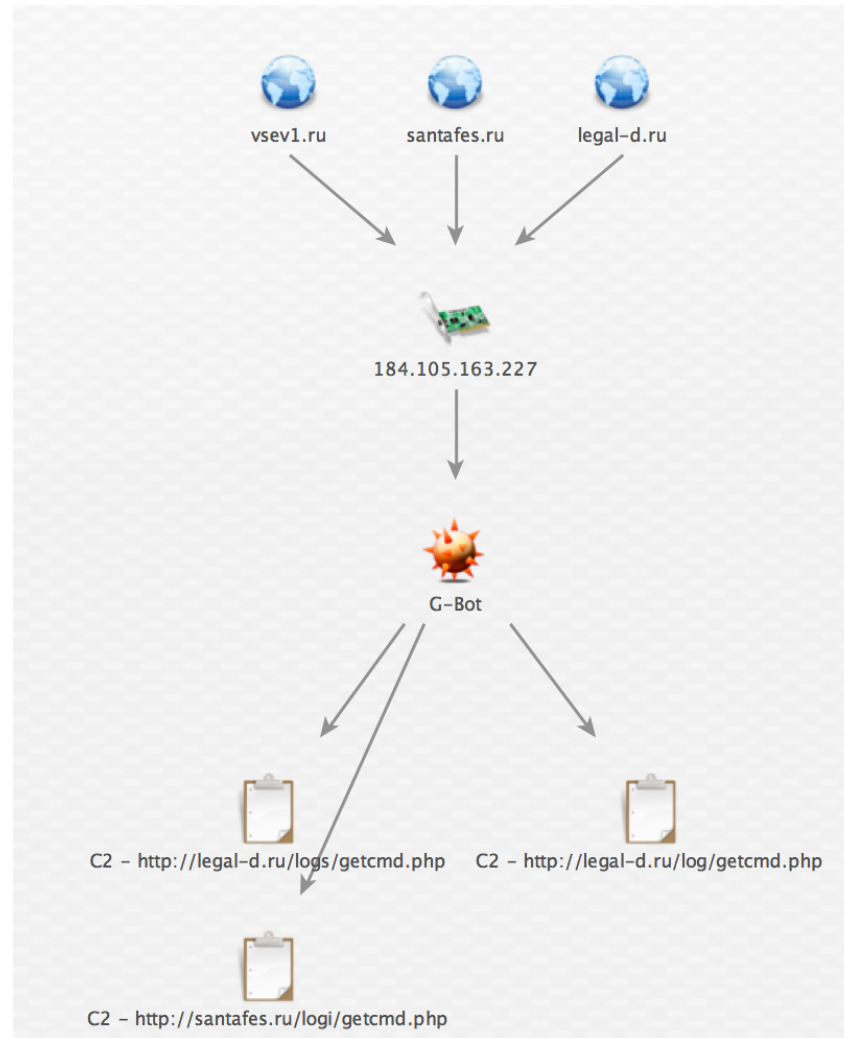 vsev1.ru
santafes.ru
legal-d.ru
184.105.163.227
G-Bot
C2 - http://legal-d.ru/logs/getcmd.php
C2 - http://legal-d.ru/log/getcmd.php
C2 - http://santafes.ru/logi/getcmd.php